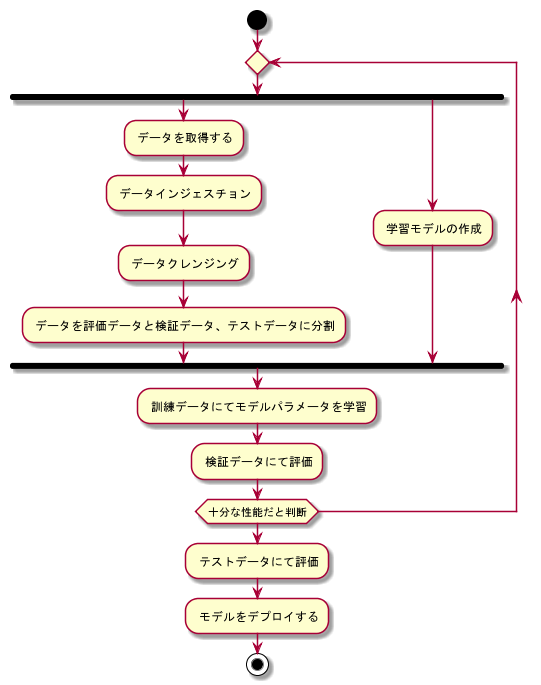 データを取得する
データインジェスチョン
学習モデルの作成
データクレンジング
データを評価データと検証データ、テストデータに分割
訓練データにてモデルパラメータを学習
検証データにて評価
十分な性能だと判断
テストデータにて評価
モデルをデプロイする